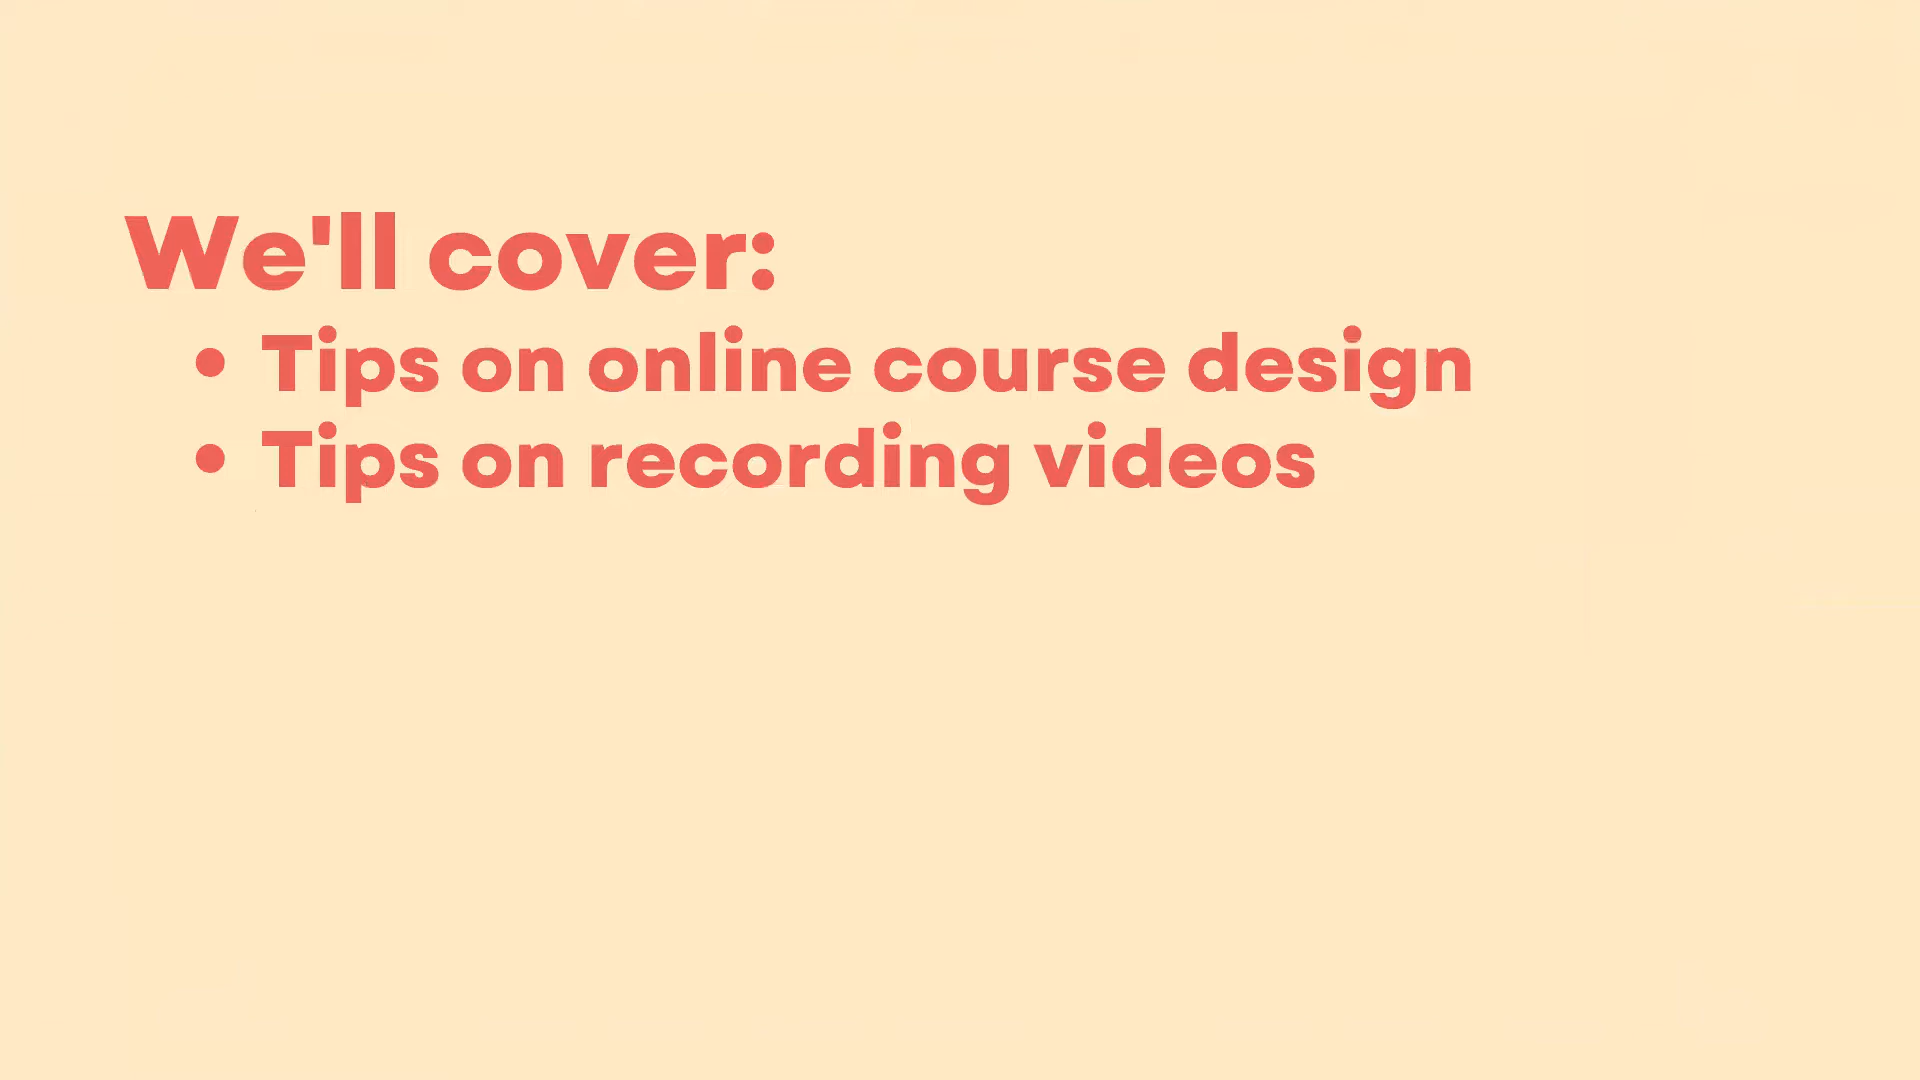 We'll cover:
• Tips on online course design
• Tips on recording videos